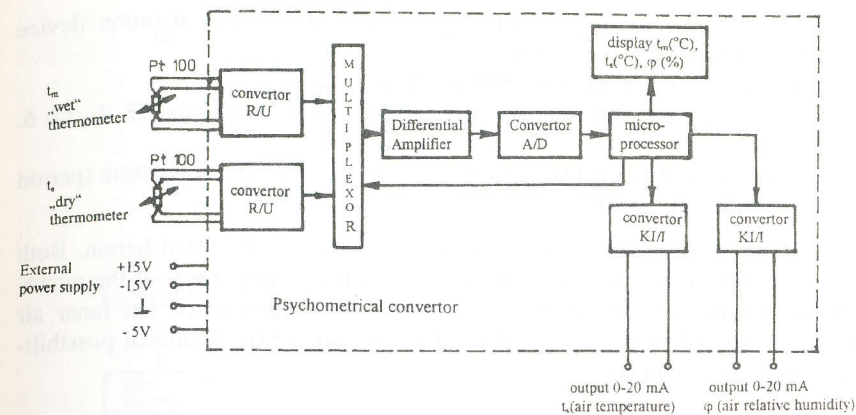 display tm(°C),
ts(°C), φ (%)
Pt 100
tm
„wet“
thermometer
convertor
R/U
MULTIPLEXOR
Differential
Amplifier
Convertor
A/D
micro-
processor
Pt 100
ts
„dry“
thermometer
convertor
R/U
convertor
KI/I
convertor
KI/I
External
power supply
+15V
-15V
⊥
- 5V
Psychometrical convertor
output 0-20 mA
ts(air temperature)
output 0-20 mA
φ (air relative humidity)